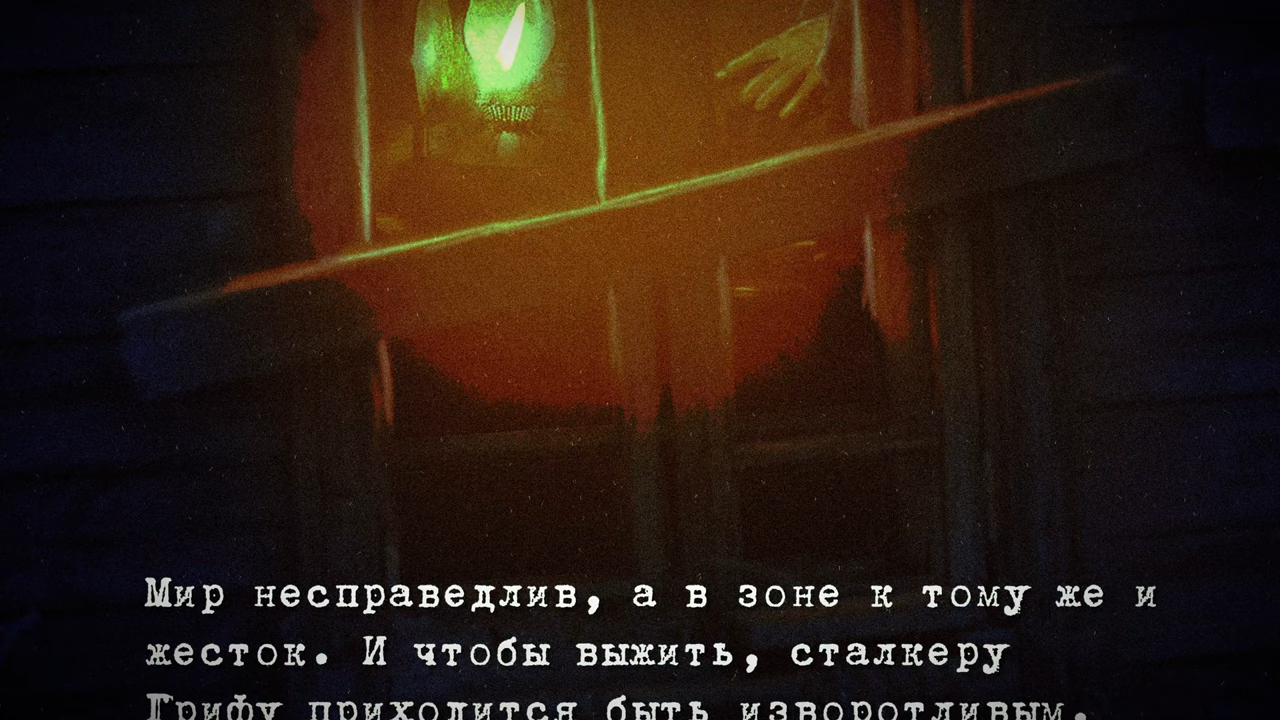 Мир несправедлив, а в зоне к тому же и
жесток. И чтобы выжить, сталкеру
Грифу приходится быть изворотливым.